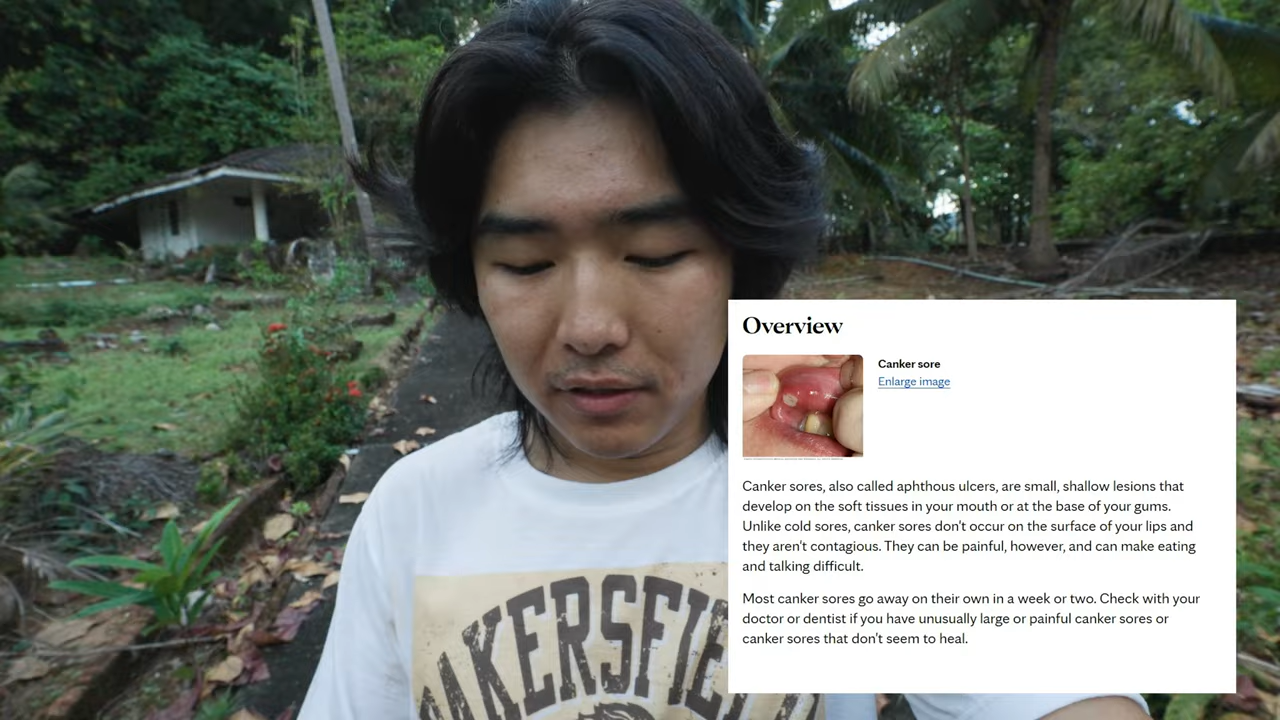 Overview
Canker sore
Enlarge image
Canker sores, also called aphthous ulcers, are small, shallow lesions that
develop on the soft tissues in your mouth or at the base of your gums.
Unlike cold sores, canker sores don't occur on the surface of your lips and
they aren't contagious. They can be painful, however, and can make eating
and talking difficult.
Most canker sores go away on their own in a week or two. Check with your
doctor or dentist if you have unusually large or painful canker sores or
canker sores that don't seem to heal.
AKERSFIE